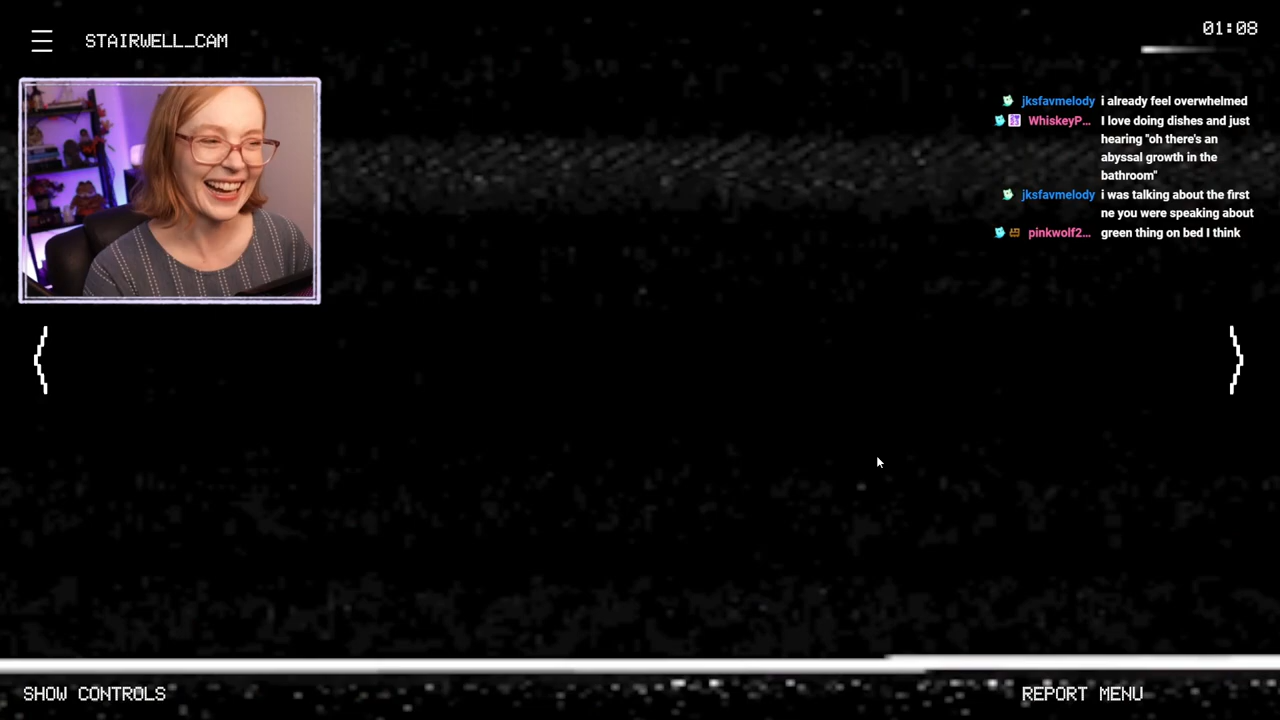 STAIRWELL_CAM
01:08
jksfavmelody i already feel overwhelmed
WhiskeyP... I love doing dishes and just
hearing "oh there's an
abyssal growth in the
bathroom"
jksfavmelody i was talking about the first
ne you were speaking about
pinkwolf2... green thing on bed I think
SHOW CONTROLS
REPORT MENU